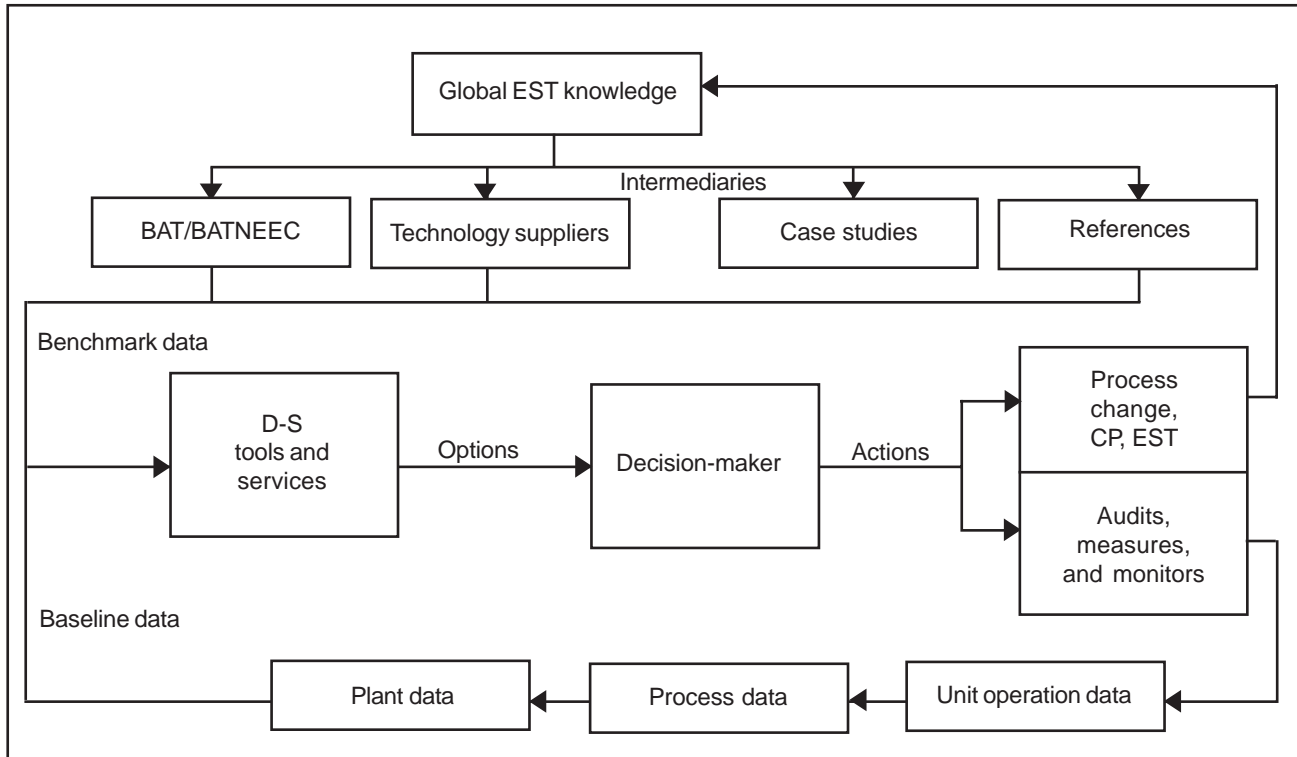 Global EST knowledge
Intermediaries
BAT/BATNEEC
Technology suppliers
Case studies
References
Benchmark data
D-S
tools and
services
Options
Decision-maker
Actions
Process
change,
CP, EST
Audits,
measures,
and monitors
Baseline data
Plant data
Process data
Unit operation data